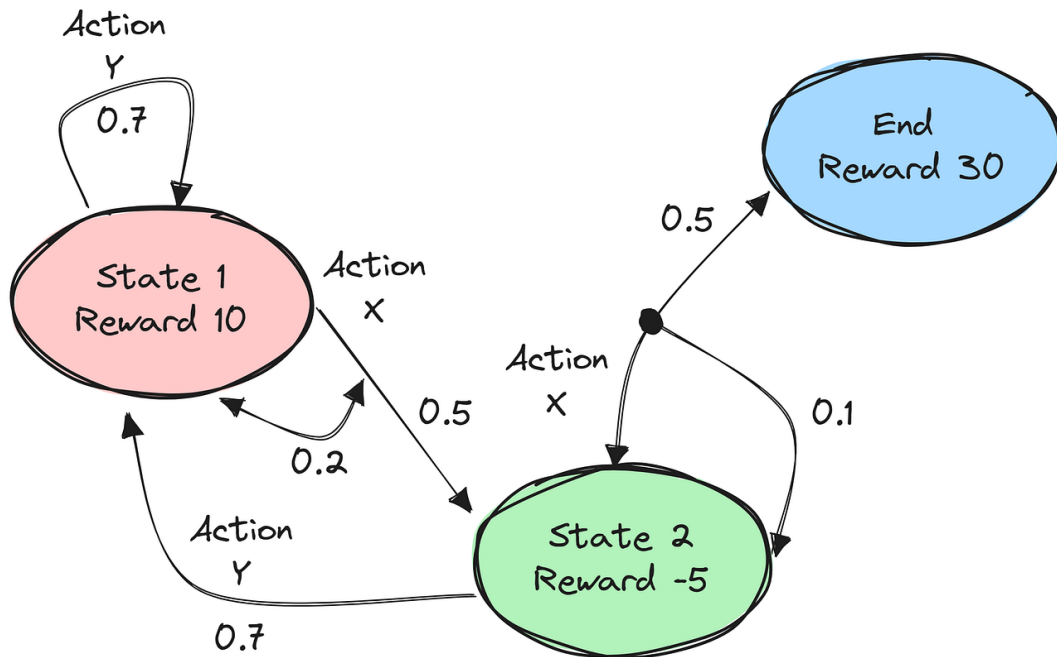 Action
Y
0.7
State 1
Reward 10
Action
X
0.5
0.2
Action
Y
0.7
End
Reward 30
0.5
Action
X
0.1
State 2
Reward -5